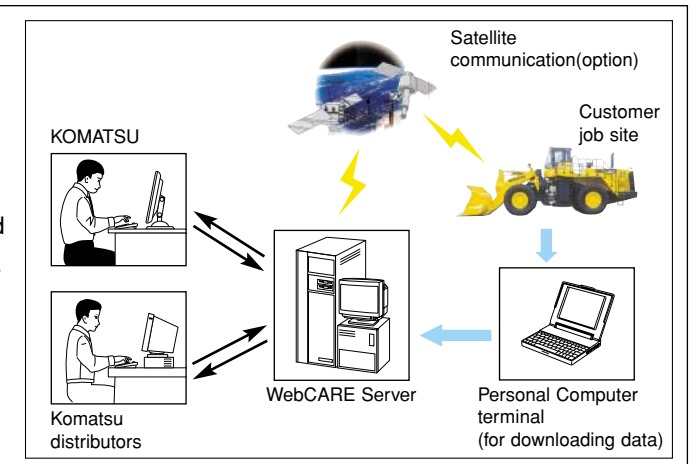 Satellite
communication(option)
Customer
job site
KOMATSU
d
WebCARE Server
Komatsu
distributors
Personal Computer
terminal
(for downloading data)